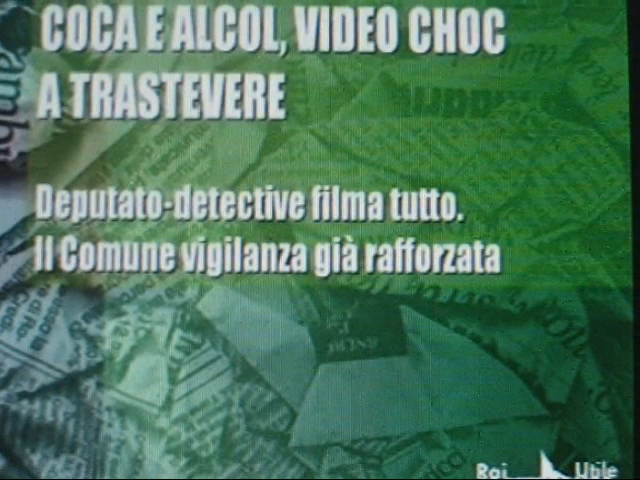 COCA E ALCOL, VIDEO CHOC
A TRASTEVERE
Deputato-detective filma tutto.
Il Comune vigilanza già rafforzata
Rai Utile